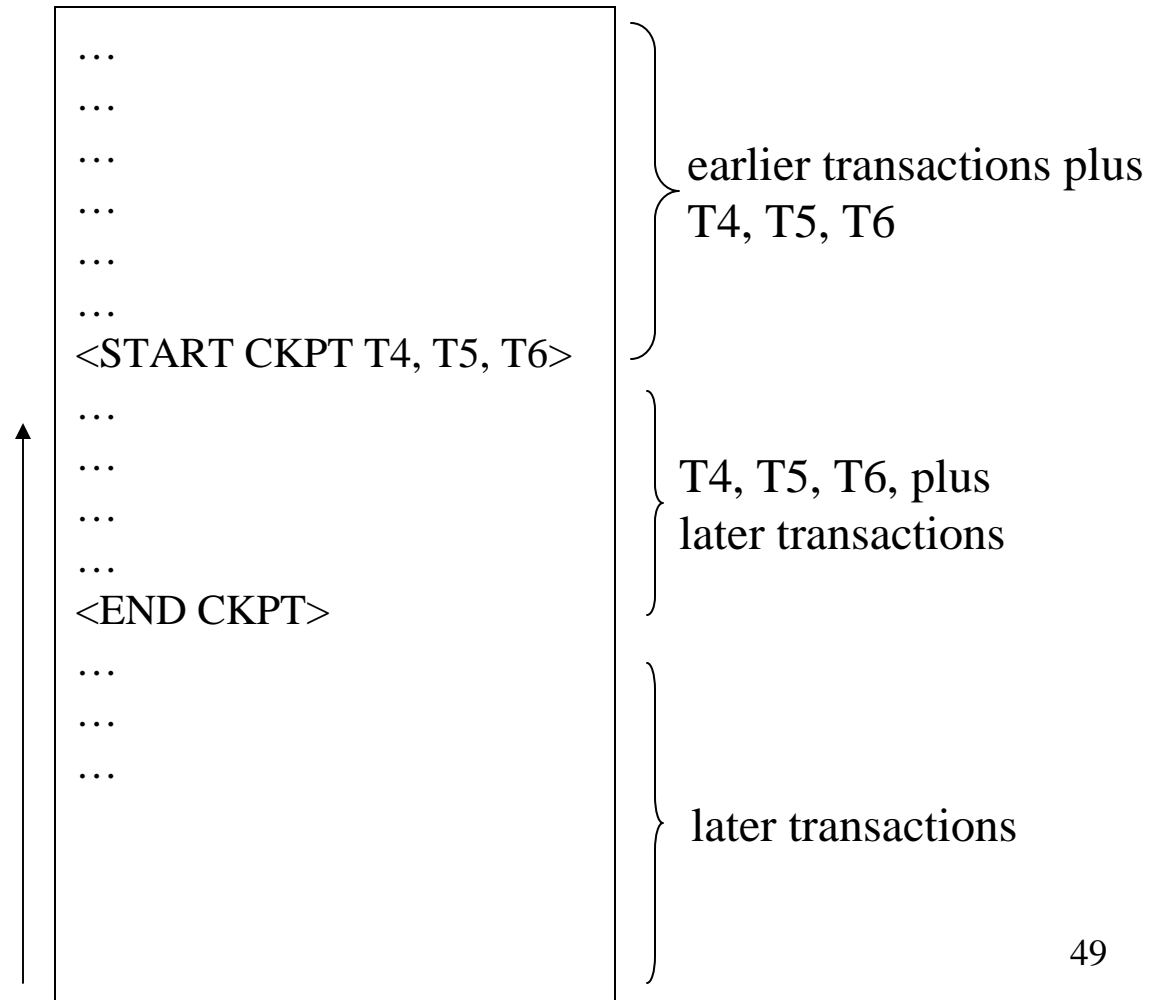 …
…
…
…
…
…
<START CKPT T4, T5, T6>
earlier transactions plus
T4, T5, T6
…
…
…
…
<END CKPT>
T4, T5, T6, plus
later transactions
…
…
…
later transactions
49